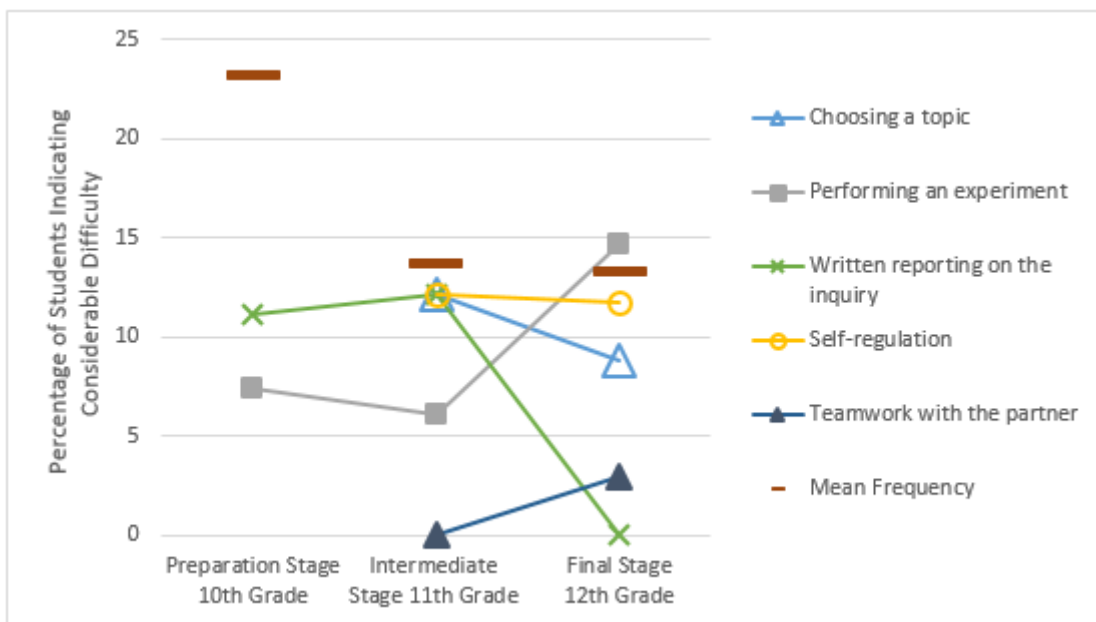 Percentage of Students Indicating
Considerable Difficulty
25
20
15
10
5
0
Preparation Stage
10th Grade
Intermediate
Stage 11th Grade
Final Stage
12th Grade
Choosing a topic
Performing an experiment
Written reporting on the
inquiry
Self-regulation
Teamwork with the partner
Mean Frequency